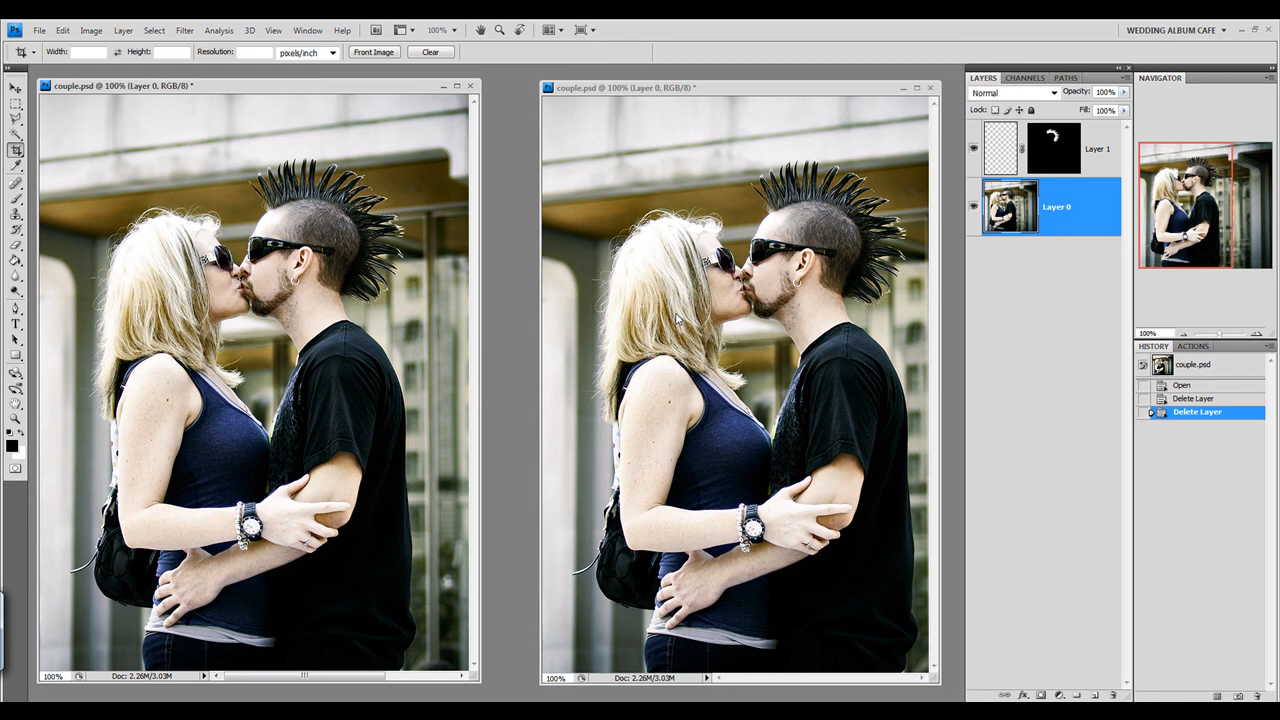 Ps File Edit Image Layer Select Filter Analysis 3D View Window Help 100% WEDDING ALBUM CAFE
Width: Height: Resolution: pixels/inch Front Image Clear
couple.psd @ 100% (Layer 0, RGB/8) *
couple.psd @ 100% (Layer 0, RGB/8) *
100% Doc: 2.26M/3.03M
100% Doc: 2.26M/3.03M
LAYERS CHANNELS PATHS
Normal Opacity: 100%
Lock: Fill: 100%
Layer 1
Layer 0
NAVIGATOR
100%
HISTORY ACTIONS
couple.psd
Open
Delete Layer
Delete Layer